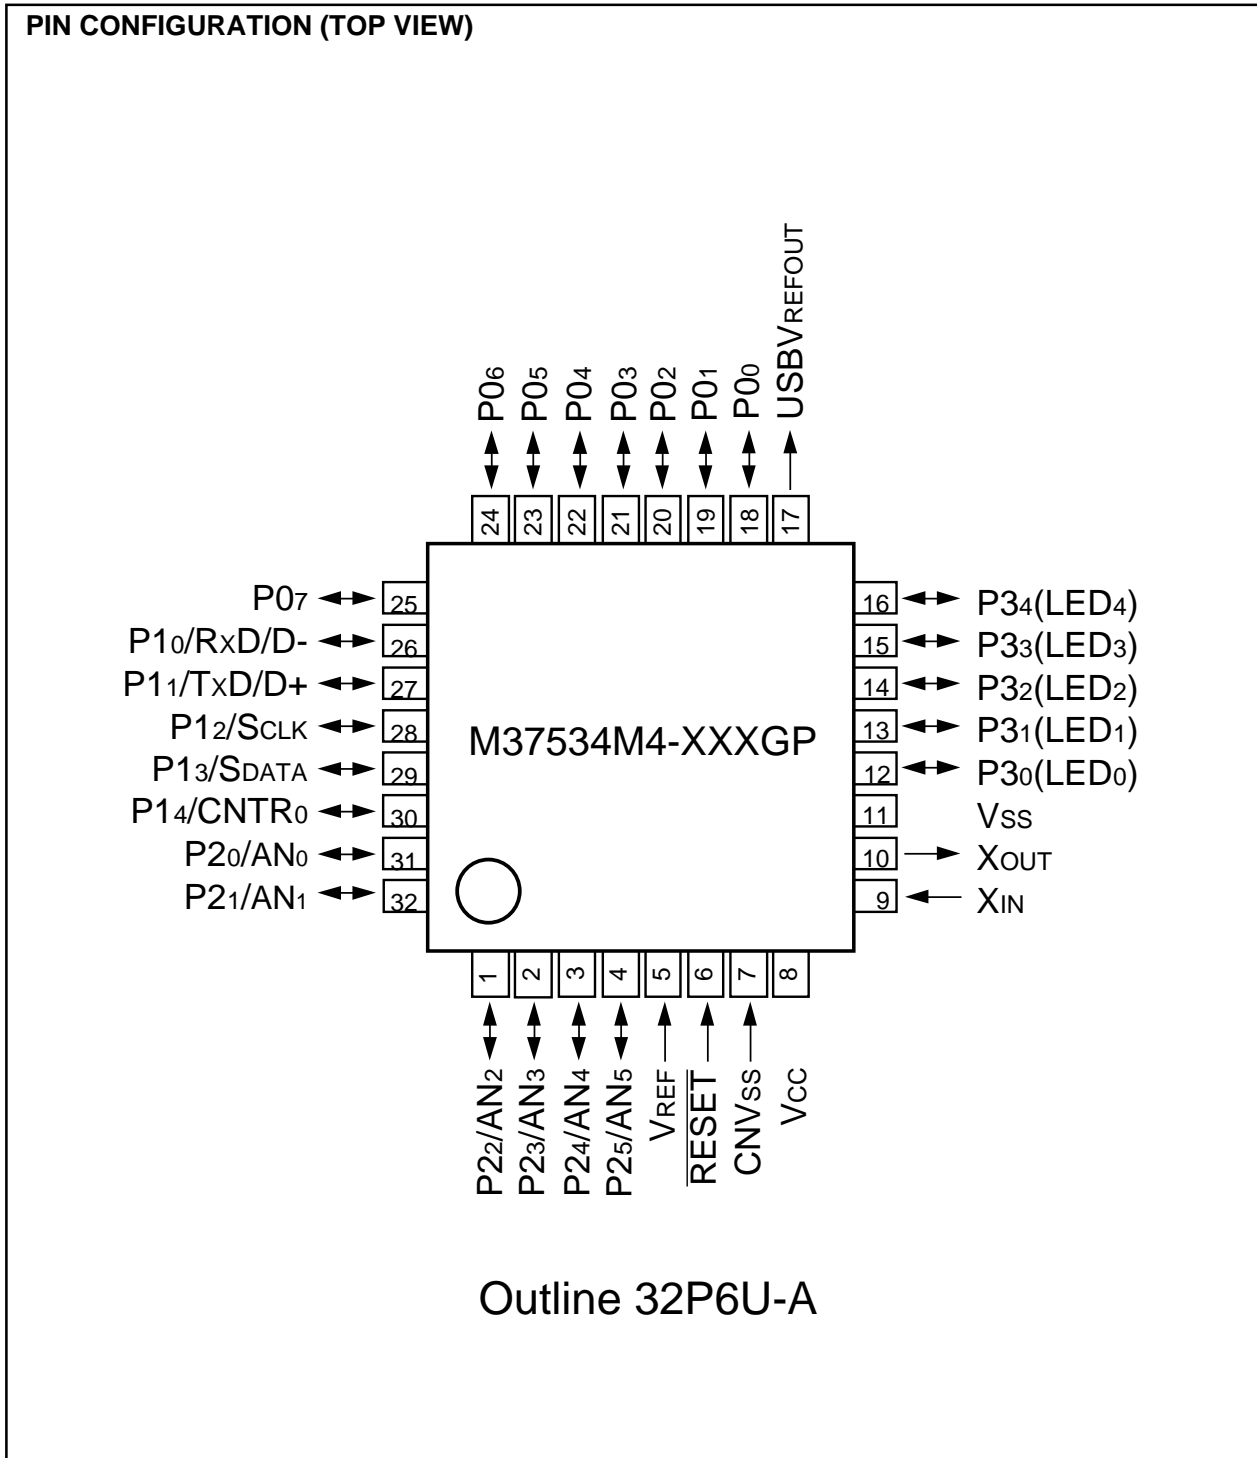 PIN CONFIGURATION (TOP VIEW)
P06
P05
P04
P03
P02
P01
P00
USBVREFOUT
24
23
22
21
20
19
18
17
P07 25
P10/RXD/D- 26
P11/TXD/D+ 27
P12/SCLK 28
P13/SDATA 29
P14/CNTR0 30
P20/AN0 31
P21/AN1 32
M37534M4-XXXGP
16 P34(LED4)
15 P33(LED3)
14 P32(LED2)
13 P31(LED1)
12 P30(LED0)
11 VSS
10 XOUT
9 XIN
1
2
3
4
5
6
7
8
P22/AN2
P23/AN3
P24/AN4
P25/AN5
VREF
RESET
CNVSS
VCC
Outline 32P6U-A